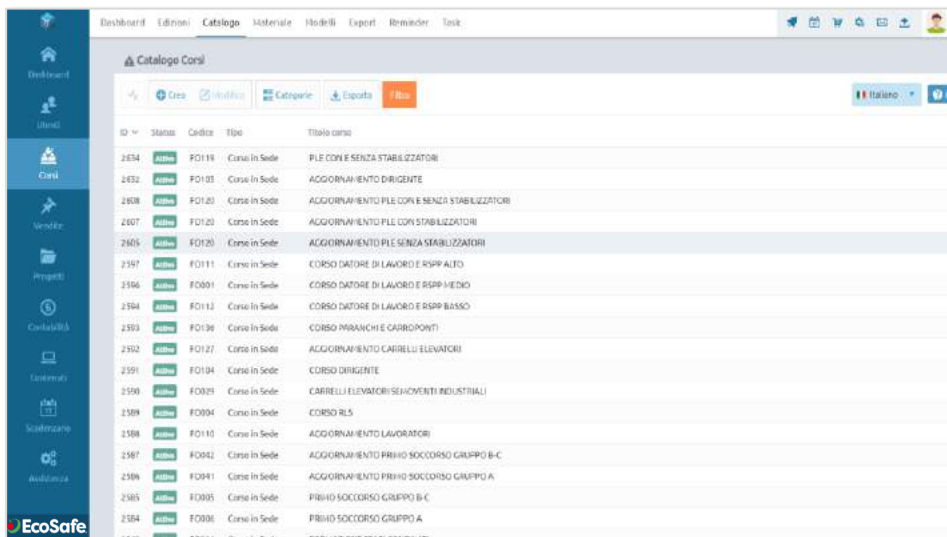 Dashboard Edizioni Catalogo Materiale Modelli Export Reminder Task
Dashboard
Utenti
Corsi
Vendite
Progetti
Contabilità
Contenuti
Scadenzario
Assistenza
EcoSafe
Catalogo Corsi
Crea Modifica Categorie Esporta Filtro
Italiano
ID Status Codice Tipo Titolo corso
2634 Attivo FO119 Corso in Sede PLE CON E SENZA STABILIZZATORI
2632 Attivo FO103 Corso in Sede AGGIORNAMENTO DIRIGENTE
2608 Attivo FO120 Corso in Sede AGGIORNAMENTO PLE CON E SENZA STABILIZZATORI
2607 Attivo FO120 Corso in Sede AGGIORNAMENTO PLE CON STABILIZZATORI
2605 Attivo FO120 Corso in Sede AGGIORNAMENTO PLE SENZA STABILIZZATORI
2597 Attivo FO111 Corso in Sede CORSO DATORE DI LAVORO E RSPP ALTO
2596 Attivo FO001 Corso in Sede CORSO DATORE DI LAVORO E RSPP MEDIO
2594 Attivo FO112 Corso in Sede CORSO DATORE DI LAVORO E RSPP BASSO
2593 Attivo Corso in Sede CORSO PARANCHI E CARROPONTI
2592 Attivo FO127 Corso in Sede AGGIORNAMENTO CARRELLI ELEVATORI
2591 Attivo FO104 Corso in Sede CORSO DIRIGENTE
2590 Attivo FO029 Corso in Sede CARRELLI ELEVATORI SEMOVENTI INDUSTRIALI
2589 Attivo FO004 Corso in Sede CORSO RLS
2588 Attivo FO110 Corso in Sede AGGIORNAMENTO LAVORATORI
2587 Attivo FO042 Corso in Sede AGGIORNAMENTO PRIMO SOCCORSO GRUPPO B-C
2586 Attivo FO041 Corso in Sede AGGIORNAMENTO PRIMO SOCCORSO GRUPPO A
2585 Attivo FO005 Corso in Sede PRIMO SOCCORSO GRUPPO B-C
2584 Attivo FO006 Corso in Sede PRIMO SOCCORSO GRUPPO A